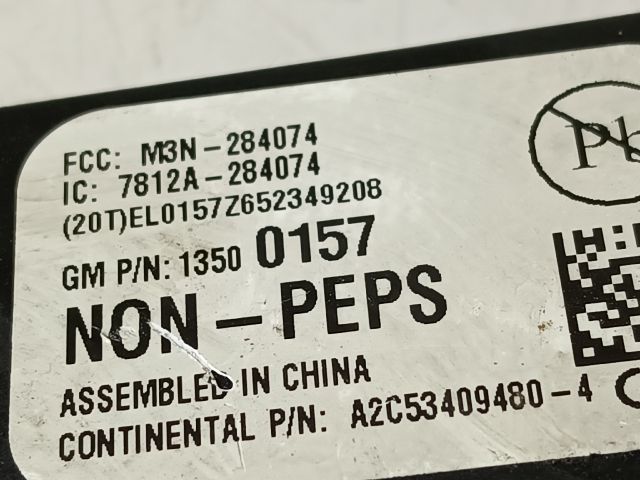 FCC: M3N-284074
IC: 7812A-284074
(20T)EL0157Z652349208
GM P/N: 1350 0157
NON-PEPS
ASSEMBLED IN CHINA
CONTINENTAL P/N: A2C53409480-4
Pb